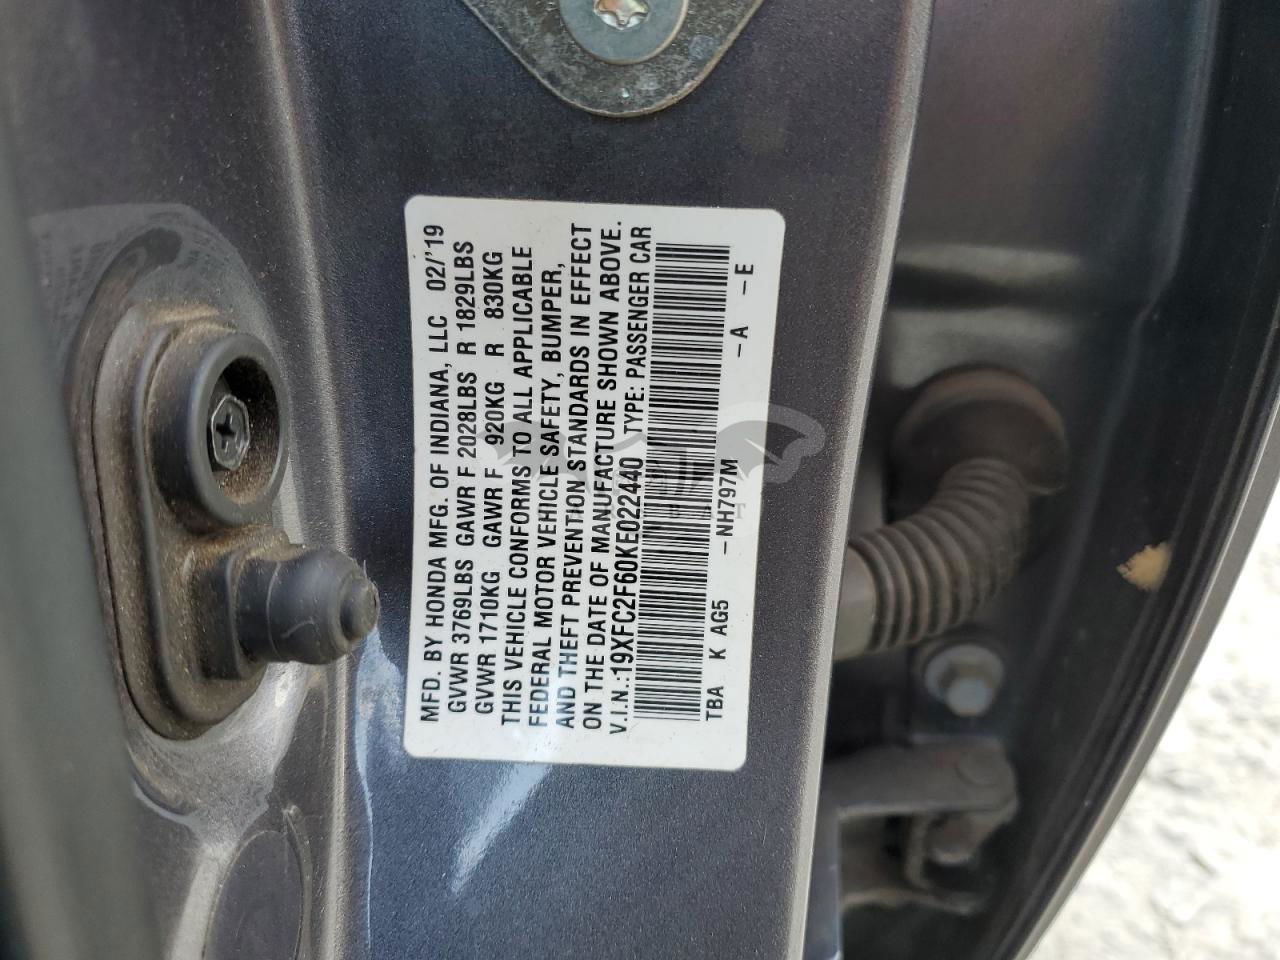 MFD. BY HONDA MFG. OF INDIANA, LLC 02/'19
GVWR 3769LBS GAWR F 2028LBS R 1829LBS
GVWR 1710KG GAWR F 920KG R 830KG
THIS VEHICLE CONFORMS TO ALL APPLICABLE
FEDERAL MOTOR VEHICLE SAFETY, BUMPER,
AND THEFT PREVENTION STANDARDS IN EFFECT
ON THE DATE OF MANUFACTURE SHOWN ABOVE.
V.I.N.:19XFC2F60KE022440 TYPE: PASSENGER CAR
TBA K AG5 -NH797M -A -E